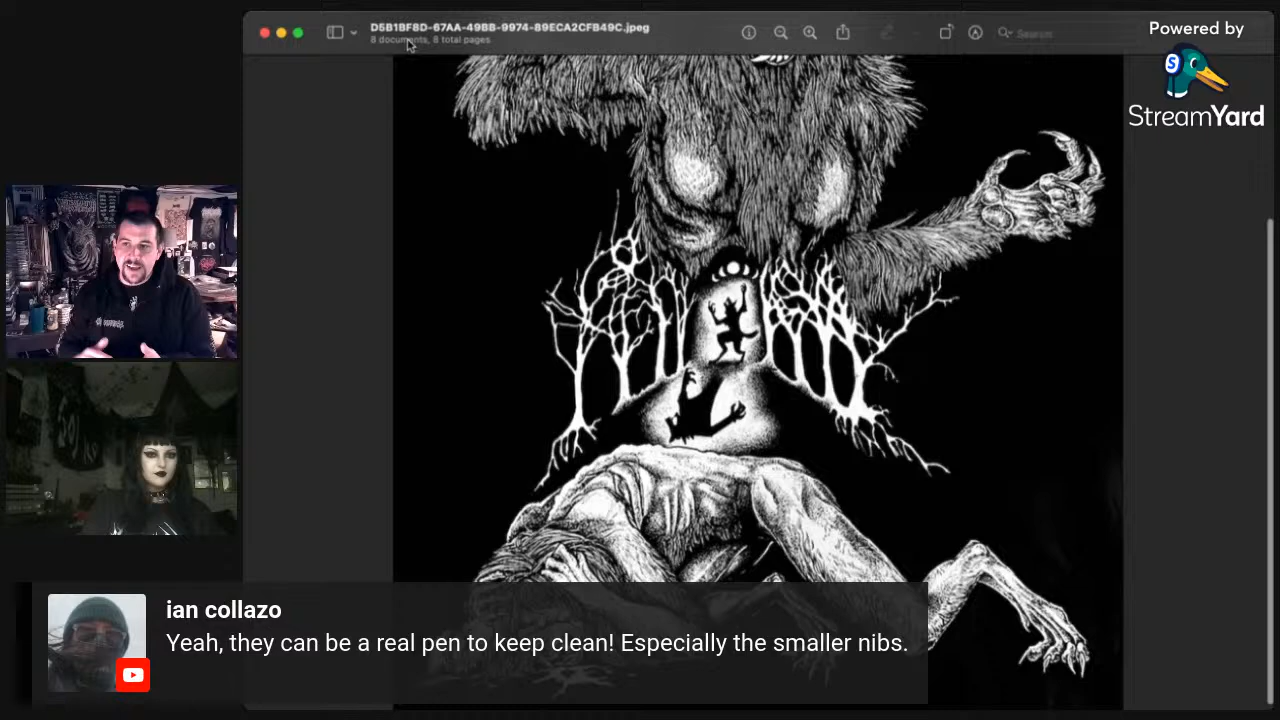 D5B1BF8D-67AA-49BB-9974-89ECA2CFB49C.jpeg
8 documents, 8 total pages
Search
Powered by
S
StreamYard
ian collazo
Yeah, they can be a real pen to keep clean! Especially the smaller nibs.